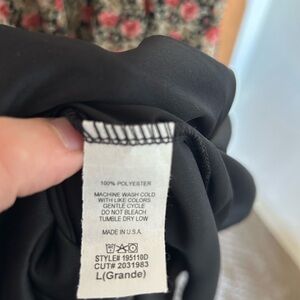 100% POLYESTER
MACHINE WASH COLD
WITH LIKE COLORS
GENTLE CYCLE
DO NOT BLEACH
TUMBLE DRY LOW
MADE IN U.S.A.
STYLE# 195110D
CUT# 2031983
L(Grande)